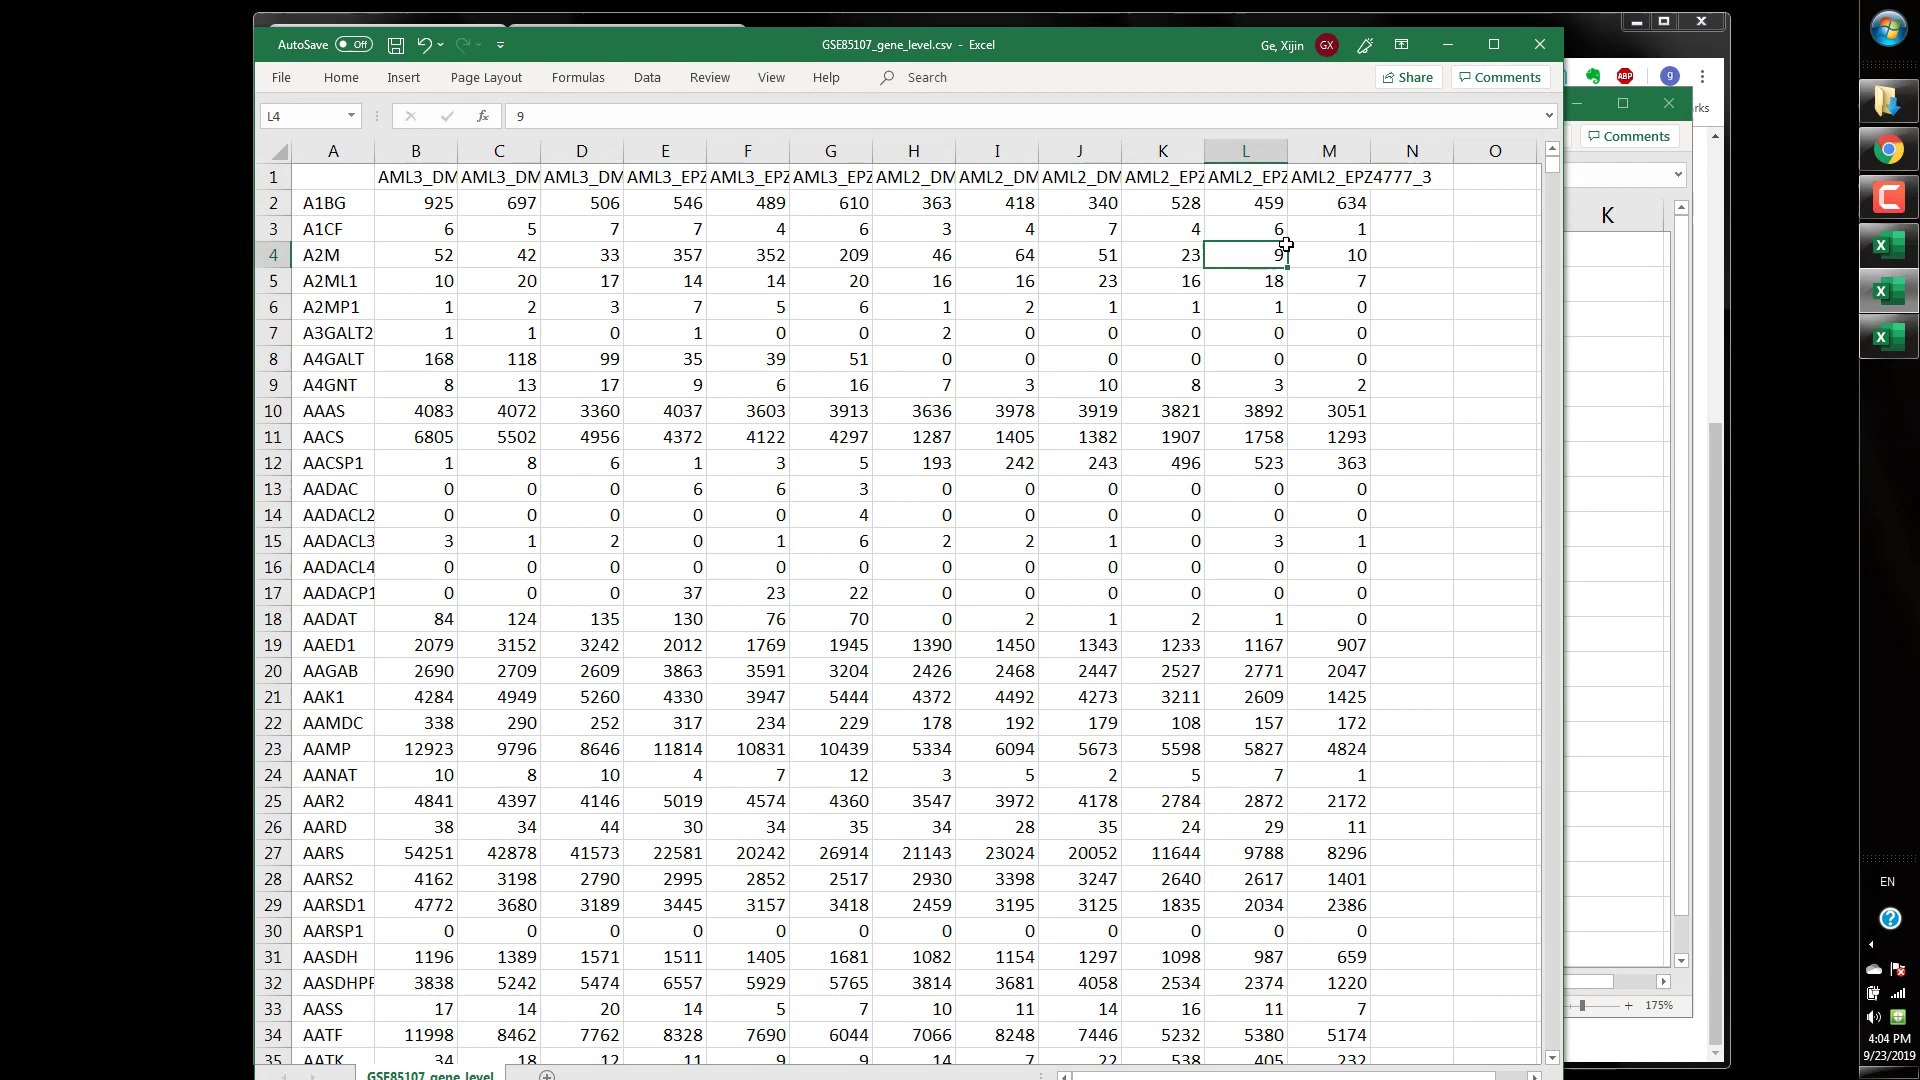 AutoSave Off GSE85107_gene_level.csv - Excel Ge, Xijin GX
File Home Insert Page Layout Formulas Data Review View Help Search Share Comments
ABP g
rks
Comments
L4 fx 9
A B C D E F G H I J K L M N O
K
1 AML3_DM AML3_DM AML3_DM AML3_EPZ AML3_EPZ AML3_EPZ AML2_DM AML2_DM AML2_DM AML2_EPZ AML2_EPZ AML2_EPZ4777_3
2 A1BG 925 697 506 546 489 610 363 418 340 528 459 634
3 A1CF 6 5 7 7 4 6 3 4 7 4 6 1
4 A2M 52 42 33 357 352 209 46 64 51 23 9 10
5 A2ML1 10 20 17 14 14 20 16 16 23 16 18 7
6 A2MP1 1 2 3 7 5 6 1 2 1 1 1 0
7 A3GALT2 1 1 0 1 0 0 2 0 0 0 0 0
8 A4GALT 168 118 99 35 39 51 0 0 0 0 0 0
9 A4GNT 8 13 17 9 6 16 7 3 10 8 3 2
10 AAAS 4083 4072 3360 4037 3603 3913 3636 3978 3919 3821 3892 3051
11 AACS 6805 5502 4956 4372 4122 4297 1287 1405 1382 1907 1758 1293
12 AACSP1 1 8 6 1 3 5 193 242 243 496 523 363
13 AADAC 0 0 0 6 6 3 0 0 0 0 0 0
14 AADACL2 0 0 0 0 0 4 0 0 0 0 0 0
15 AADACL3 3 1 2 0 1 6 2 2 1 0 3 1
16 AADACL4 0 0 0 0 0 0 0 0 0 0 0 0
17 AADACP1 0 0 0 37 23 22 0 0 0 0 0 0
18 AADAT 84 124 135 130 76 70 0 2 1 2 1 0
19 AAED1 2079 3152 3242 2012 1769 1945 1390 1450 1343 1233 1167 907
20 AAGAB 2690 2709 2609 3863 3591 3204 2426 2468 2447 2527 2771 2047
21 AAK1 4284 4949 5260 4330 3947 5444 4372 4492 4273 3211 2609 1425
22 AAMDC 338 290 252 317 234 229 178 192 179 108 157 172
23 AAMP 12923 9796 8646 11814 10831 10439 5334 6094 5673 5598 5827 4824
24 AANAT 10 8 10 4 7 12 3 5 2 5 7 1
25 AAR2 4841 4397 4146 5019 4574 4360 3547 3972 4178 2784 2872 2172
26 AARD 38 34 44 30 34 35 34 28 35 24 29 11
27 AARS 54251 42878 41573 22581 20242 26914 21143 23024 20052 11644 9788 8296
28 AARS2 4162 3198 2790 2995 2852 2517 2930 3398 3247 2640 2617 1401
29 AARSD1 4772 3680 3189 3445 3157 3418 2459 3195 3125 1835 2034 2386
30 AARSP1 0 0 0 0 0 0 0 0 0 0 0 0
31 AASDH 1196 1389 1571 1511 1405 1681 1082 1154 1297 1098 987 659
32 AASDHPF 3838 5242 5474 6557 5929 5765 3814 3681 4058 2534 2374 1220
33 AASS 17 14 20 14 5 7 10 11 14 16 11 7
34 AATF 11998 8462 7762 8328 7690 6044 7066 8248 7446 5232 5380 5174
35 AATK 34 18 12 11 9 9 14 7 22 538 405 232
GSE85107_gene_level
175%
EN
4:04 PM
9/23/2019